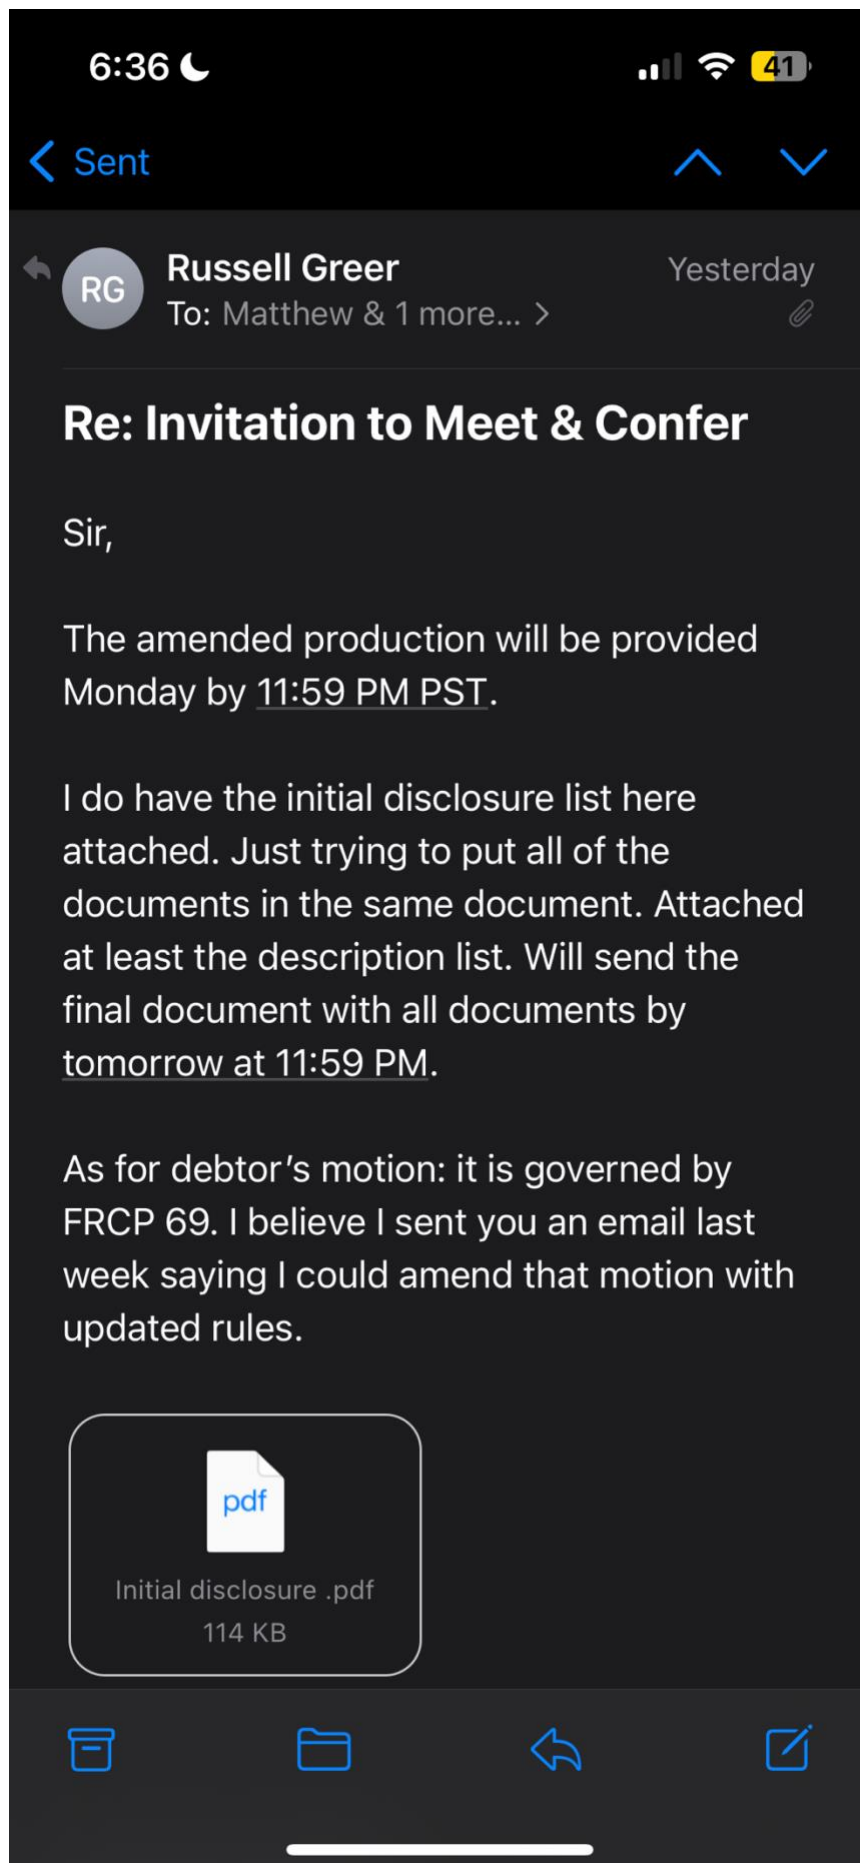 6:36
41
Sent
RG
Russell Greer
Yesterday
To: Matthew & 1 more...
Re: Invitation to Meet & Confer
Sir,
The amended production will be provided
Monday by 11:59 PM PST.
I do have the initial disclosure list here
attached. Just trying to put all of the
documents in the same document. Attached
at least the description list. Will send the
final document with all documents by
tomorrow at 11:59 PM.
As for debtor’s motion: it is governed by
FRCP 69. I believe I sent you an email last
week saying I could amend that motion with
updated rules.
pdf
Initial disclosure .pdf
114 KB